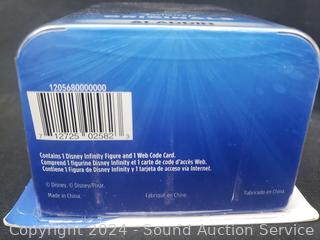 ORIGINALS
ALADDIN
1205680000000
7 12725 02582 3
Contains 1 Disney Infinity Figure and 1 Web Code Card.
Comprend 1 figurine Disney Infinity et 1 carte de code d'accès Web.
Contiene 1 Figura de Disney Infinity y 1 tarjeta de acceso vía Internet.
© Disney. © Disney/Pixar.
Made in China. Fabriqué en Chine. Fabricado en China.
Copyright 2024 - Sound Auction Service